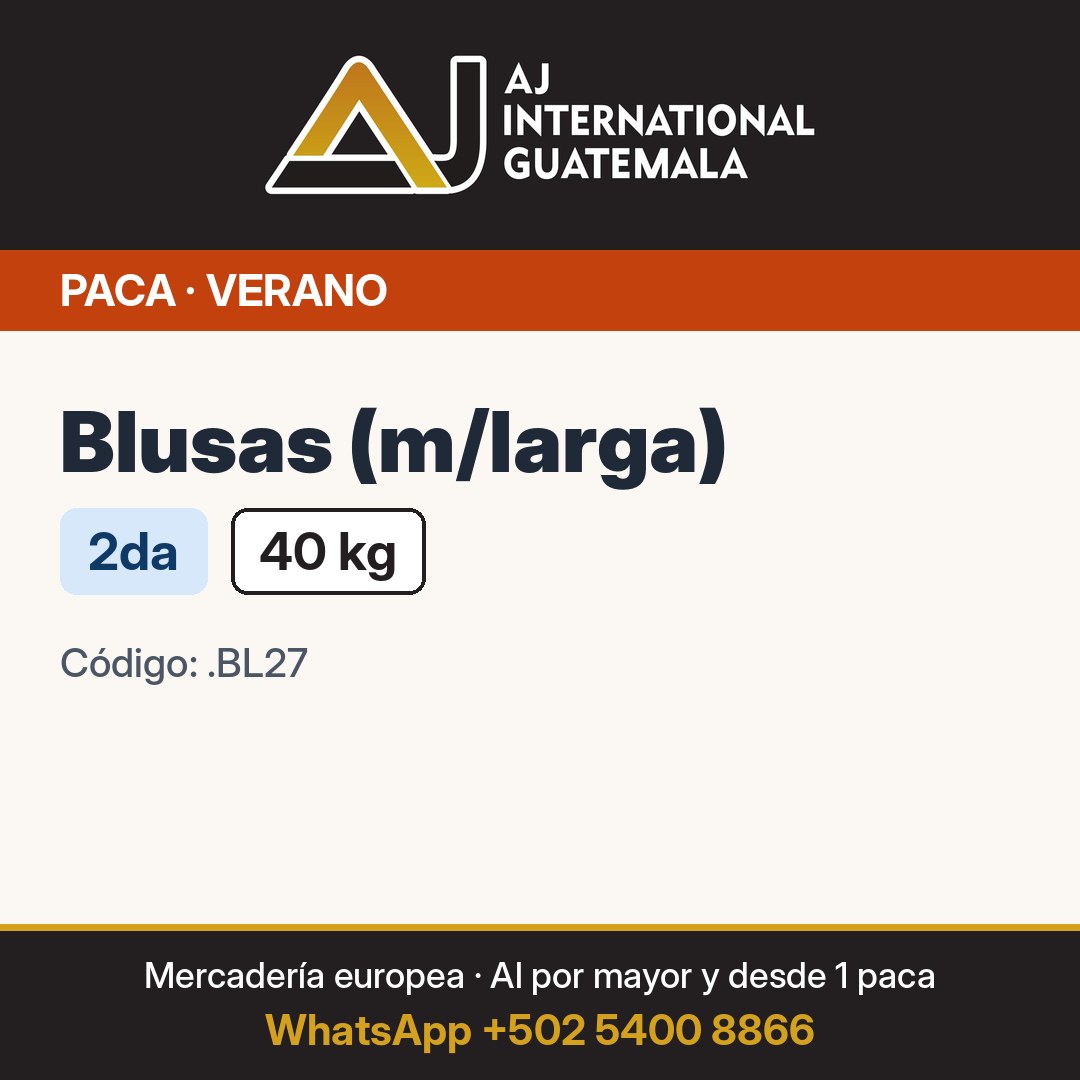 AJ
AJ
INTERNATIONAL
GUATEMALA
PACA · VERANO
Blusas (m/larga)
2da
40 kg
Código: .BL27
Mercadería europea · Al por mayor y desde 1 paca
WhatsApp +502 5400 8866